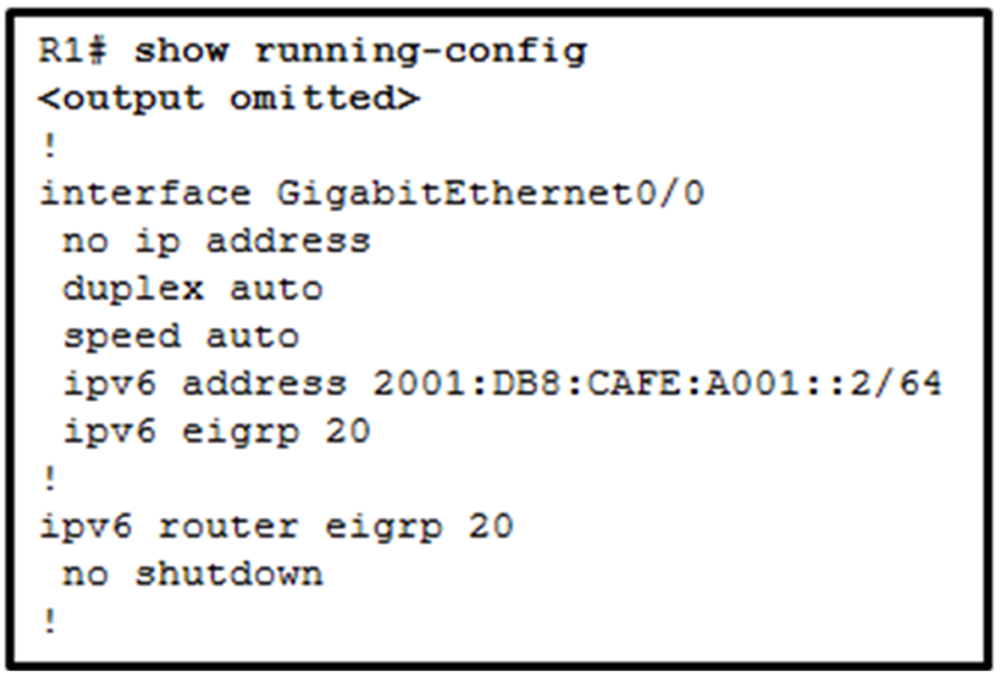 R1# show running-config
<output omitted>
!
interface GigabitEthernet0/0
 no ip address
 duplex auto
 speed auto
 ipv6 address 2001:DB8:CAFE:A001::2/64
 ipv6 eigrp 20
!
ipv6 router eigrp 20
 no shutdown
!